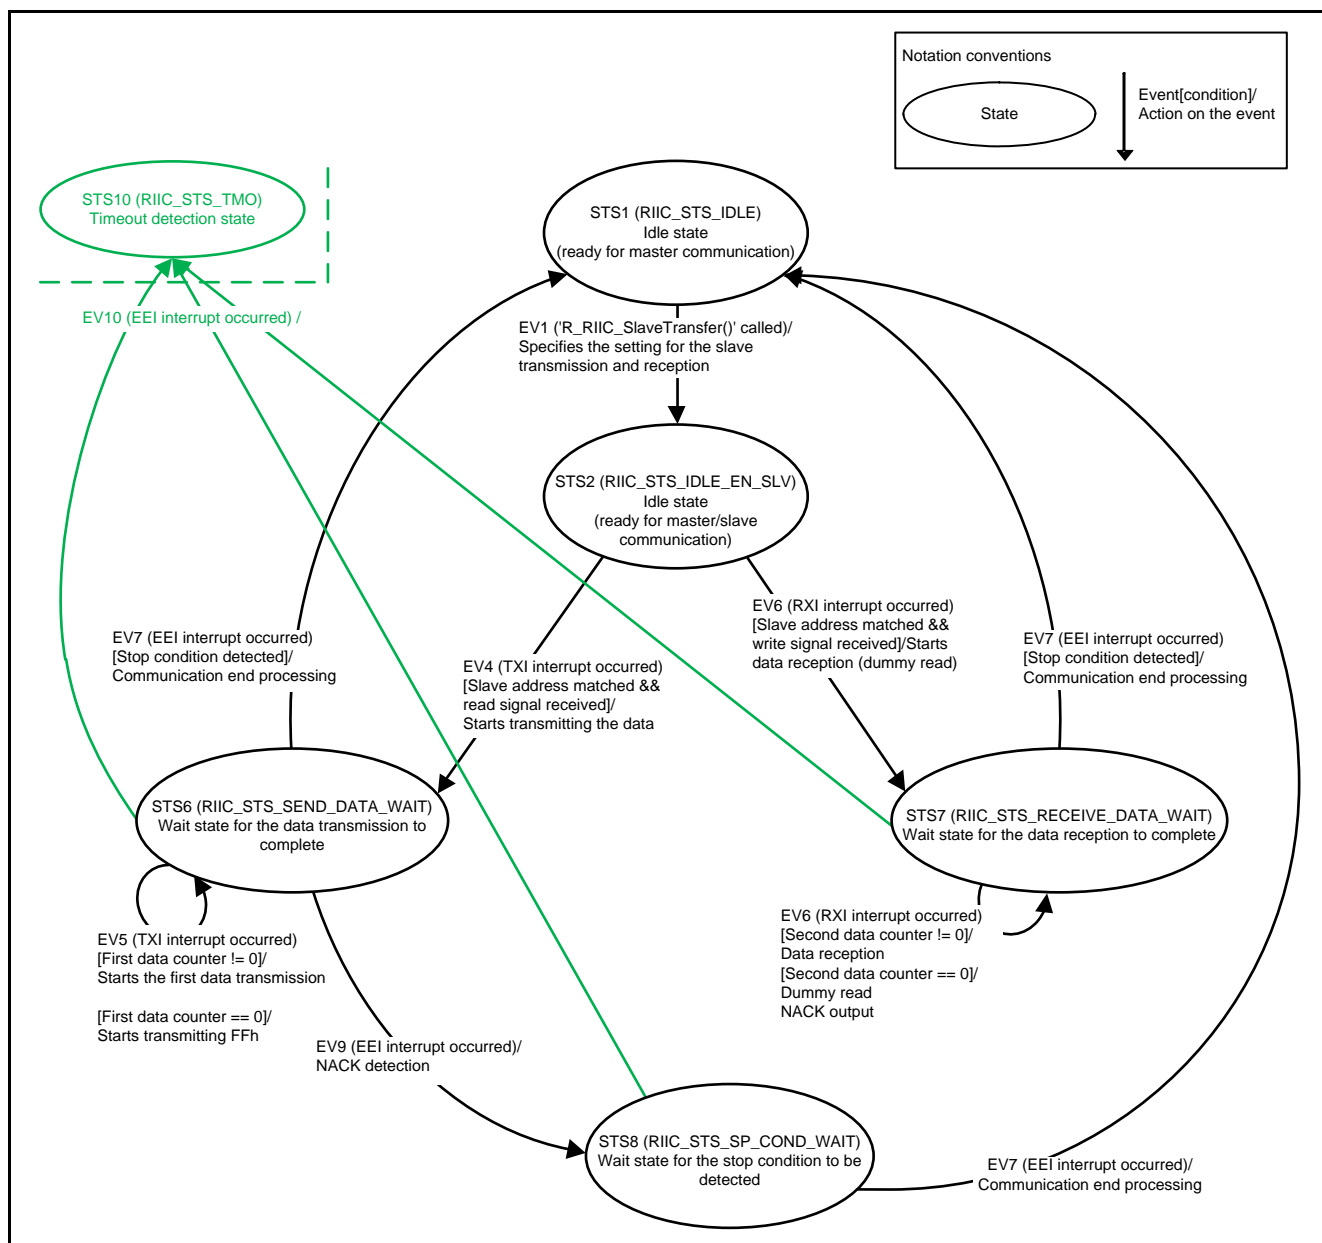 Notation conventions
State
Event[condition]/
Action on the event
STS10 (RIIC_STS_TMO)
Timeout detection state
STS1 (RIIC_STS_IDLE)
Idle state
(ready for master communication)
EV10 (EEI interrupt occurred) /
EV1 ('R_RIIC_SlaveTransfer()' called)/
Specifies the setting for the slave
transmission and reception
STS2 (RIIC_STS_IDLE_EN_SLV)
Idle state
(ready for master/slave
communication)
EV7 (EEI interrupt occurred)
[Stop condition detected]/
Communication end processing
EV4 (TXI interrupt occurred)
[Slave address matched &&
read signal received]/
Starts transmitting the data
EV6 (RXI interrupt occurred)
[Slave address matched &&
write signal received]/Starts
data reception (dummy read)
EV7 (EEI interrupt occurred)
[Stop condition detected]/
Communication end processing
STS6 (RIIC_STS_SEND_DATA_WAIT)
Wait state for the data transmission to
complete
STS7 (RIIC_STS_RECEIVE_DATA_WAIT)
Wait state for the data reception to complete
EV5 (TXI interrupt occurred)
[First data counter != 0]/
Starts the first data transmission
[First data counter == 0]/
Starts transmitting FFh
EV6 (RXI interrupt occurred)
[Second data counter != 0]/
Data reception
[Second data counter == 0]/
Dummy read
NACK output
EV9 (EEI interrupt occurred)/
NACK detection
STS8 (RIIC_STS_SP_COND_WAIT)
Wait state for the stop condition to be
detected
EV7 (EEI interrupt occurred)/
Communication end processing